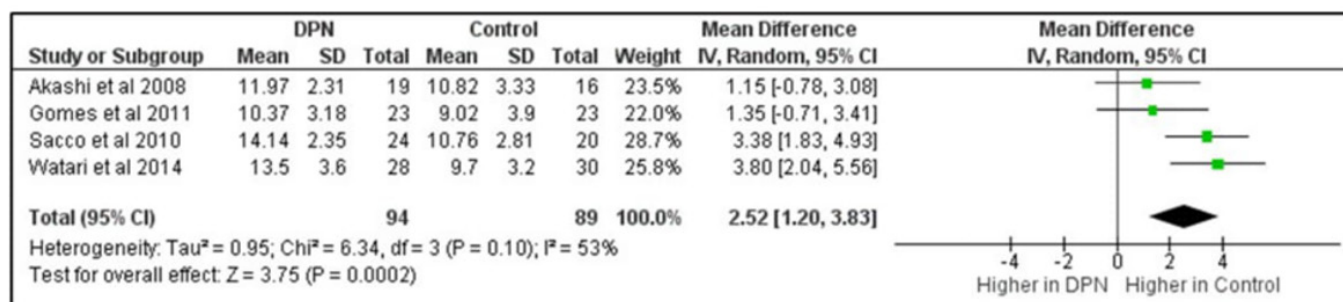 DPN Control Mean Difference Mean Difference
Study or Subgroup Mean SD Total Mean SD Total Weight IV, Random, 95% CI IV, Random, 95% CI
Akashi et al 2008 11.97 2.31 19 10.82 3.33 16 23.5% 1.15 [-0.78, 3.08]
Gomes et al 2011 10.37 3.18 23 9.02 3.9 23 22.0% 1.35 [-0.71, 3.41]
Sacco et al 2010 14.14 2.35 24 10.76 2.81 20 28.7% 3.38 [1.83, 4.93]
Watari et al 2014 13.5 3.6 28 9.7 3.2 30 25.8% 3.80 [2.04, 5.56]
Total (95% CI) 94 89 100.0% 2.52 [1.20, 3.83]
Heterogeneity: Tau² = 0.95; Chi² = 6.34, df = 3 (P = 0.10); I² = 53%
Test for overall effect: Z = 3.75 (P = 0.0002)
-4 -2 0 2 4
Higher in DPN Higher in Control